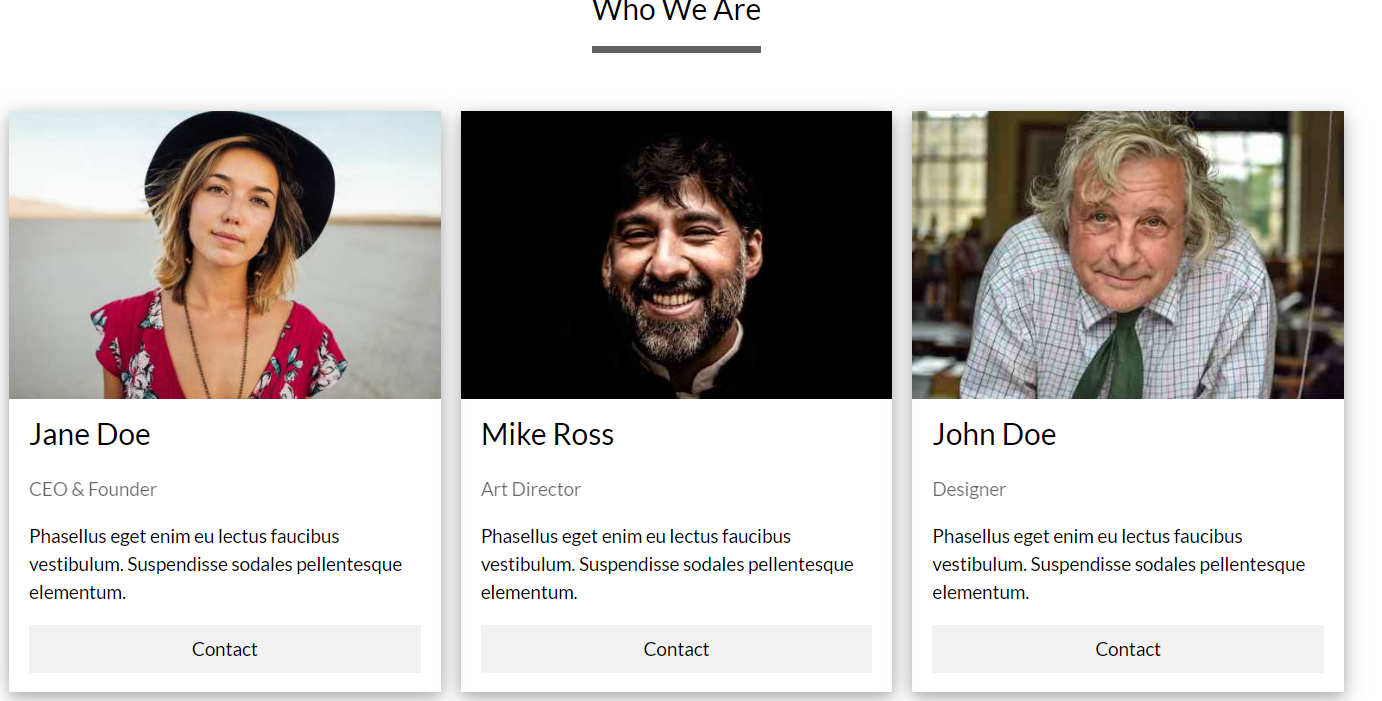 Who We Are
Jane Doe
CEO & Founder
Phasellus eget enim eu lectus faucibus
vestibulum. Suspendisse sodales pellentesque
elementum.
Contact
Mike Ross
Art Director
Phasellus eget enim eu lectus faucibus
vestibulum. Suspendisse sodales pellentesque
elementum.
Contact
John Doe
Designer
Phasellus eget enim eu lectus faucibus
vestibulum. Suspendisse sodales pellentesque
elementum.
Contact